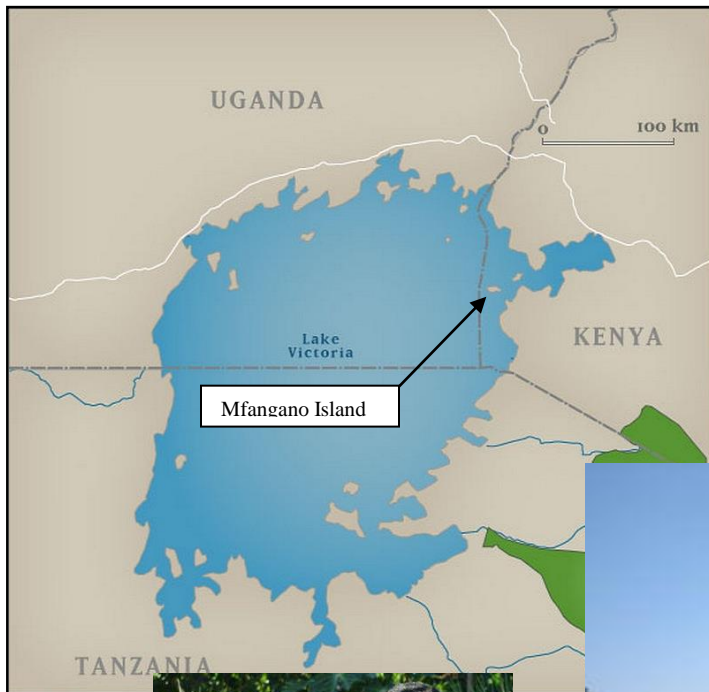 UGANDA
0 100 km
Lake
Victoria
KENYA
Mfangano Island
TANZANIA